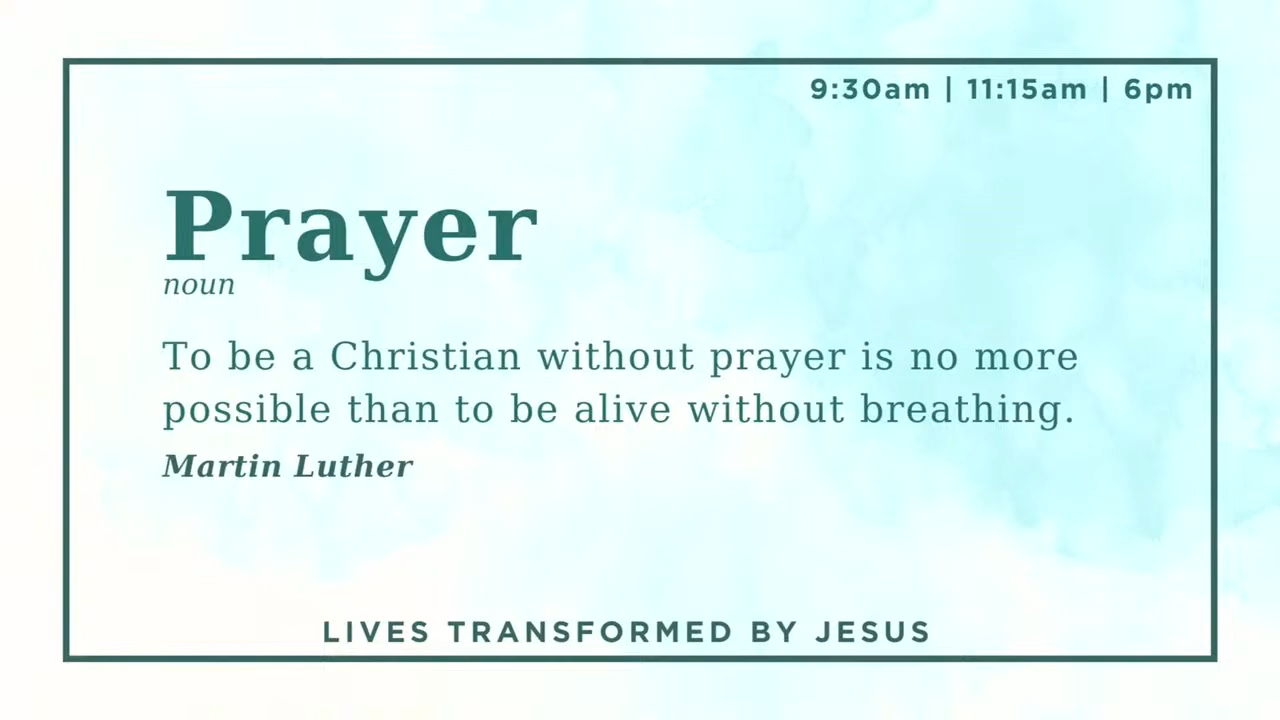 9:30am | 11:15am | 6pm
Prayer
noun
To be a Christian without prayer is no more
possible than to be alive without breathing.
Martin Luther
LIVES TRANSFORMED BY JESUS